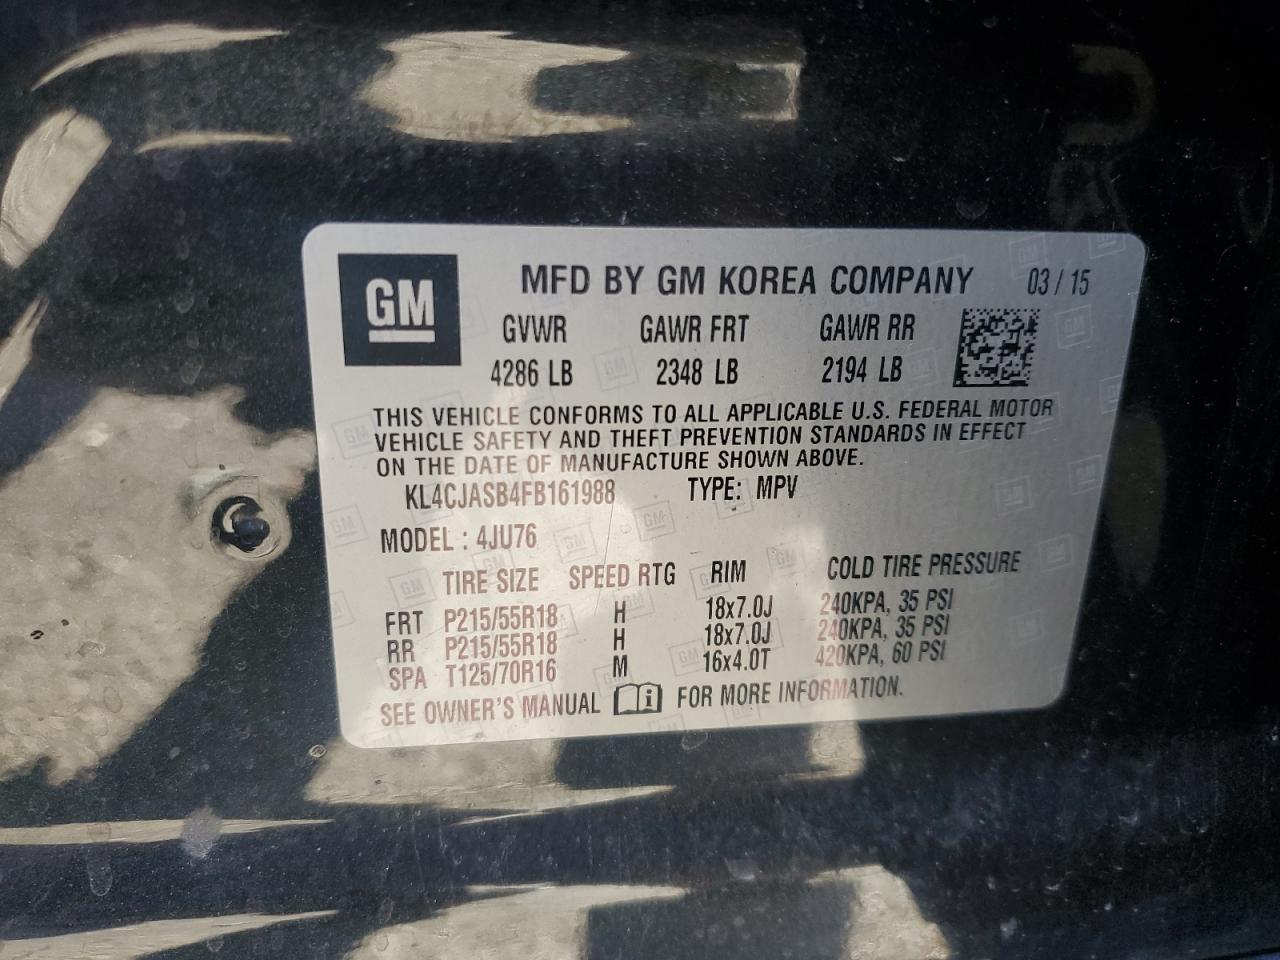 GM
MFD BY GM KOREA COMPANY 03 / 15
GVWR GAWR FRT GAWR RR
4286 LB 2348 LB 2194 LB
THIS VEHICLE CONFORMS TO ALL APPLICABLE U.S. FEDERAL MOTOR
VEHICLE SAFETY AND THEFT PREVENTION STANDARDS IN EFFECT
ON THE DATE OF MANUFACTURE SHOWN ABOVE.
KL4CJASB4FB161988 TYPE: MPV
MODEL : 4JU76
TIRE SIZE SPEED RTG RIM COLD TIRE PRESSURE
FRT P215/55R18 H 18x7.0J 240KPA, 35 PSI
RR P215/55R18 H 18x7.0J 240KPA, 35 PSI
SPA T125/70R16 M 16x4.0T 420KPA, 60 PSI
SEE OWNER'S MANUAL i FOR MORE INFORMATION.